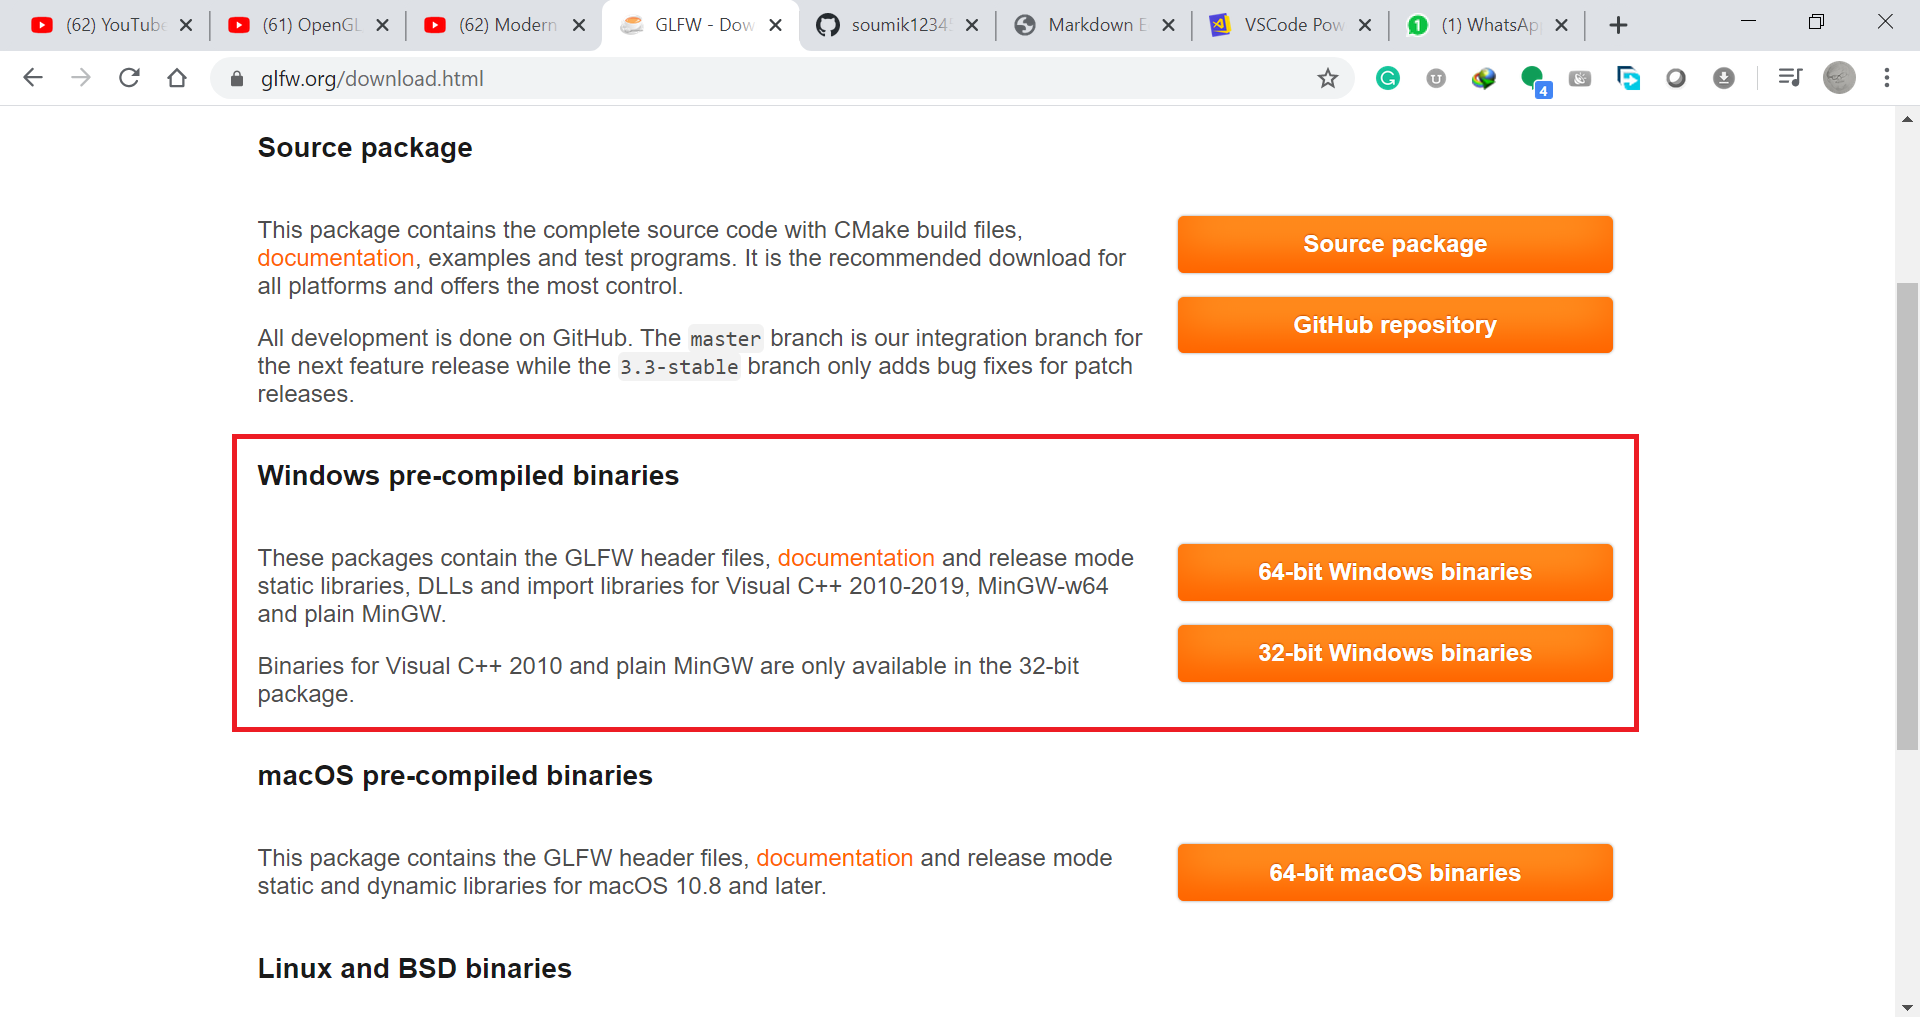 (62) YouTube
(61) OpenGL
(62) Modern
GLFW - Dow
soumik12345
Markdown E
VSCode Pow
(1) WhatsAp
glfw.org/download.html
4
Source package
This package contains the complete source code with CMake build files,
documentation, examples and test programs. It is the recommended download for
all platforms and offers the most control.
Source package
GitHub repository
All development is done on GitHub. The master branch is our integration branch for
the next feature release while the 3.3-stable branch only adds bug fixes for patch
releases.
Windows pre-compiled binaries
These packages contain the GLFW header files, documentation and release mode
static libraries, DLLs and import libraries for Visual C++ 2010-2019, MinGW-w64
and plain MinGW.
64-bit Windows binaries
32-bit Windows binaries
Binaries for Visual C++ 2010 and plain MinGW are only available in the 32-bit
package.
macOS pre-compiled binaries
This package contains the GLFW header files, documentation and release mode
static and dynamic libraries for macOS 10.8 and later.
64-bit macOS binaries
Linux and BSD binaries